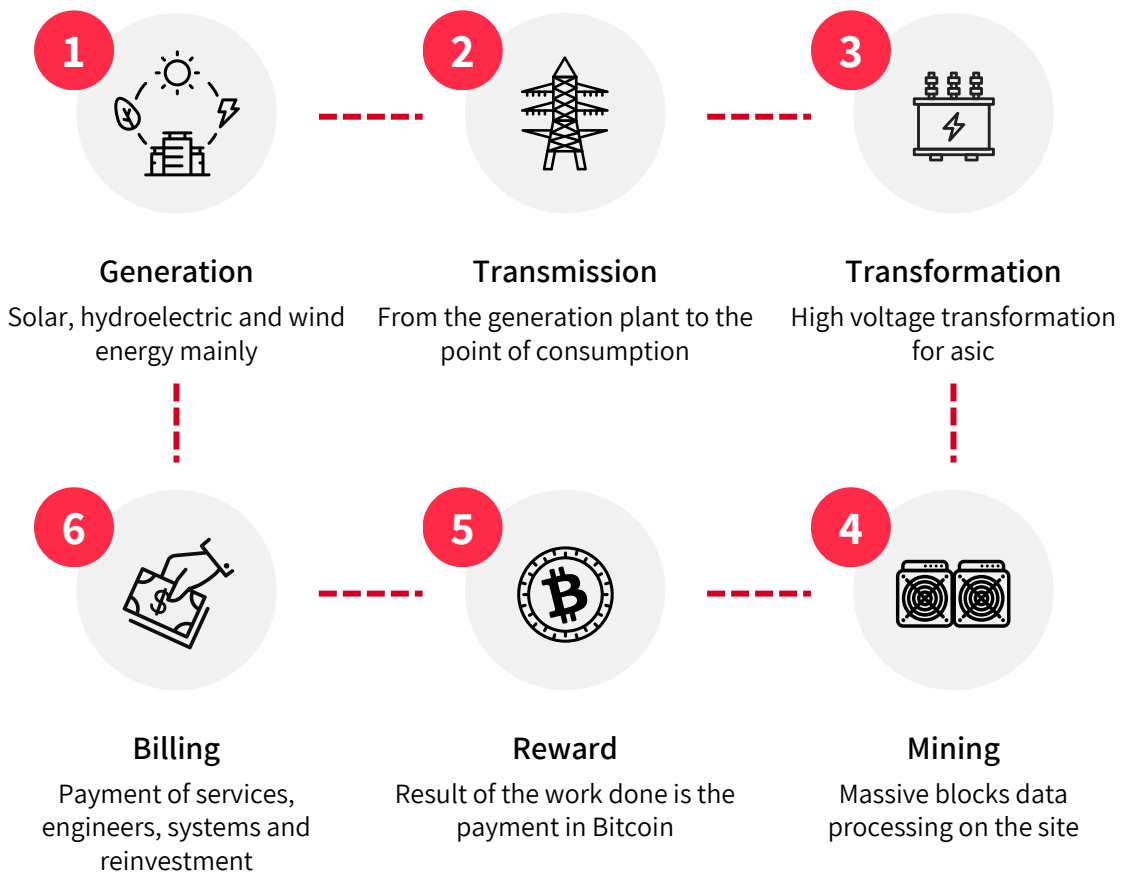 1
Generation
Solar, hydroelectric and wind
energy mainly
2
Transmission
From the generation plant to the
point of consumption
3
Transformation
High voltage transformation
for asic
4
Mining
Massive blocks data
processing on the site
5
Reward
Result of the work done is the
payment in Bitcoin
6
Billing
Payment of services,
engineers, systems and
reinvestment